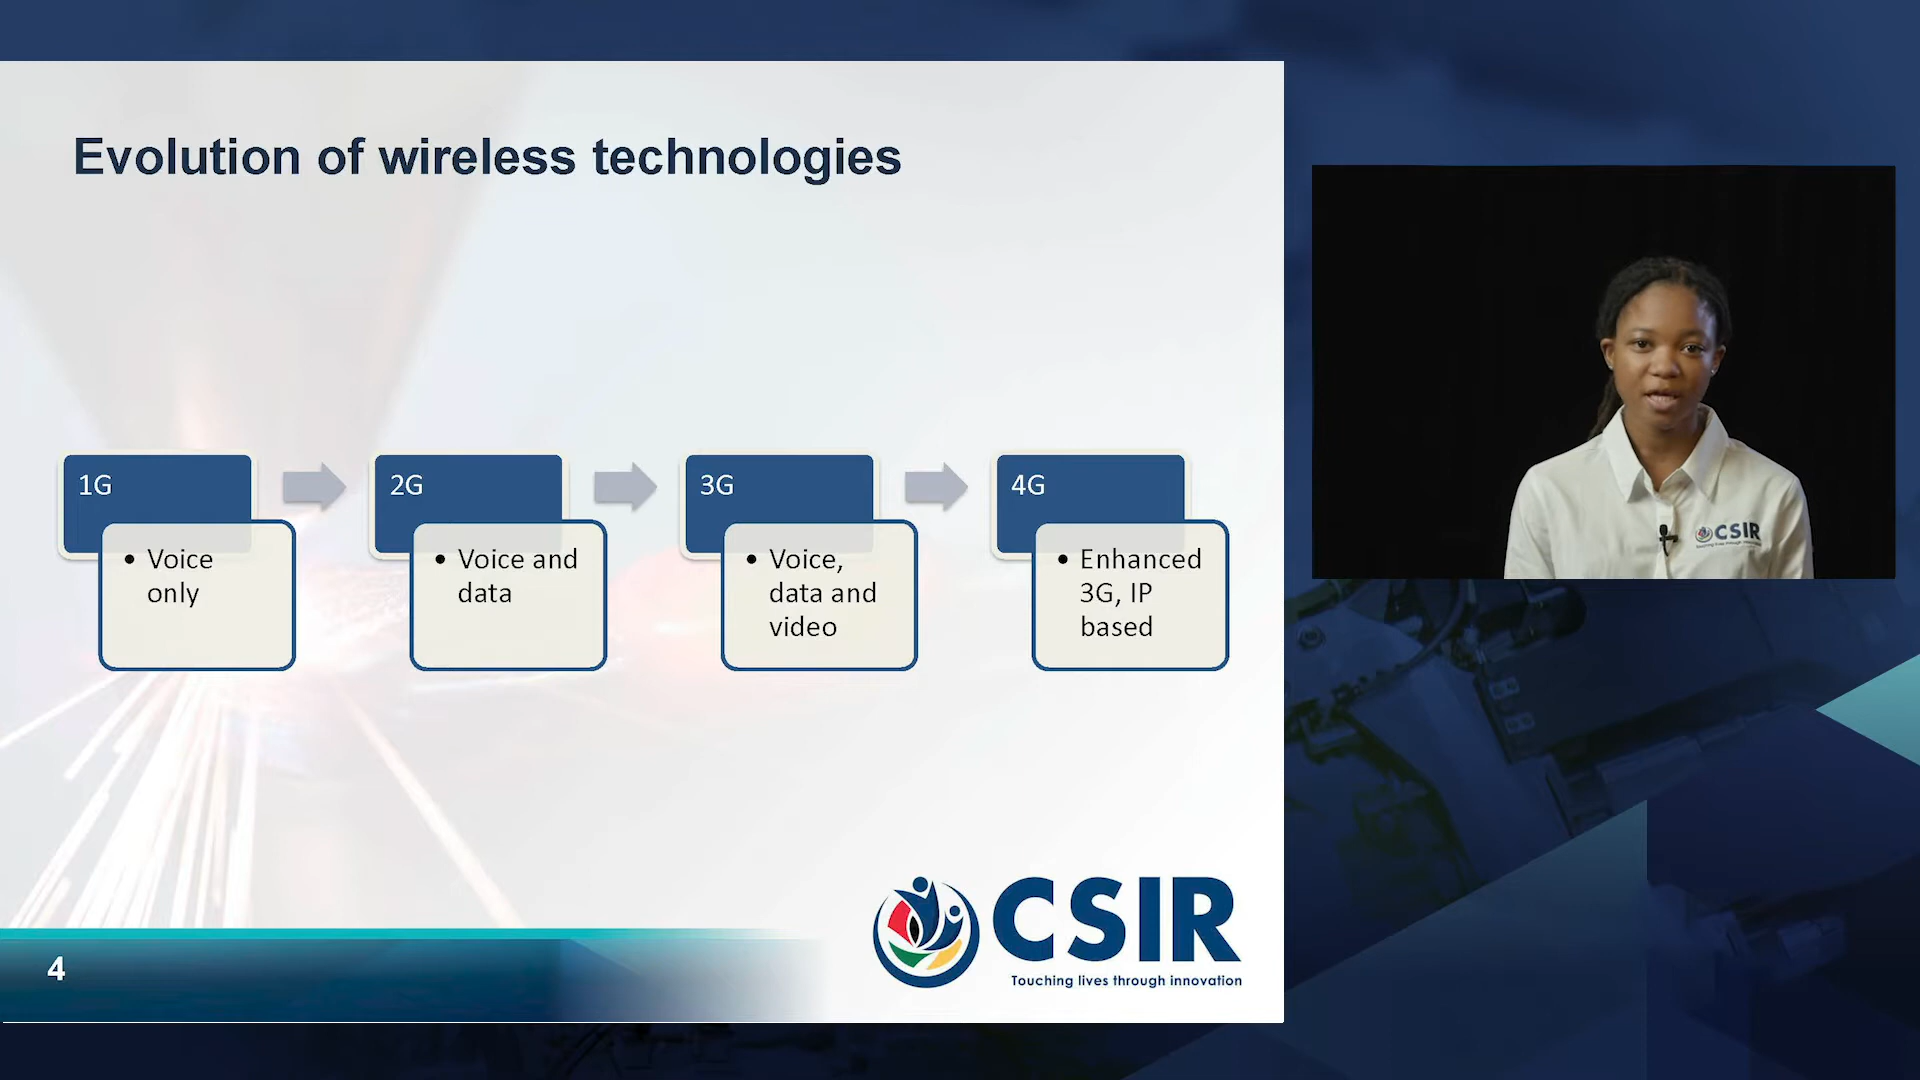 Evolution of wireless technologies
1G
• Voice
only
2G
• Voice and
data
3G
• Voice,
data and
video
4G
• Enhanced
3G, IP
based
4
CSIR
Touching lives through innovation
CSIR